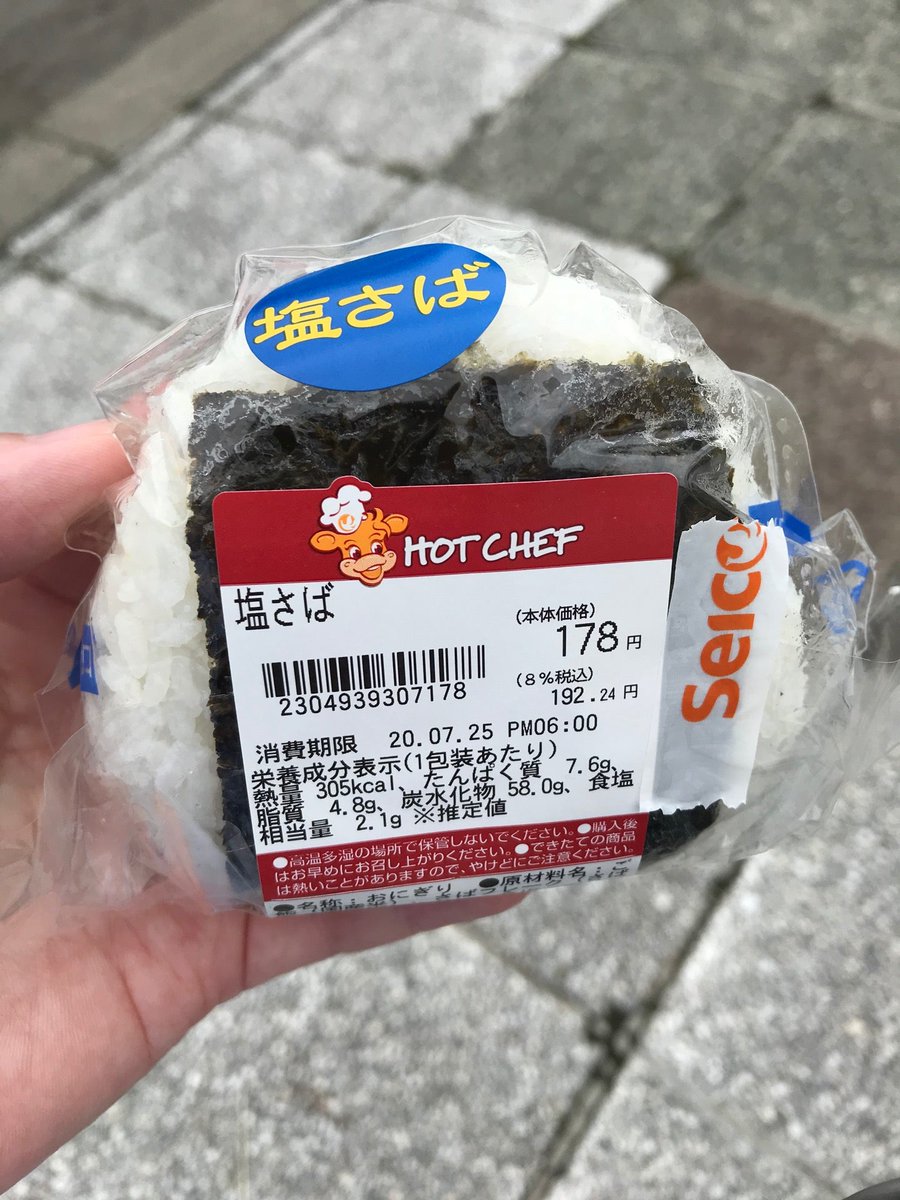 塩さば
HOT CHEF
塩さば
(本体価格)
178 円
(8%税込)
192.24 円
2304939307178
消費期限 20.07.25 PM06:00
栄養成分表示(1包装あたり)
熱量 305kcal、たんぱく質 7.6g、
脂質 4.8g、炭水化物 58.0g、食塩
相当量 2.1g ※推定値
●高温多湿の場所で保管しないでください。●購入後
はお早めにお召し上がりください。●できたての商品
は熱いことがありますので、やけどにご注意ください。
●名称:おにぎり ●原材料名:
Seico